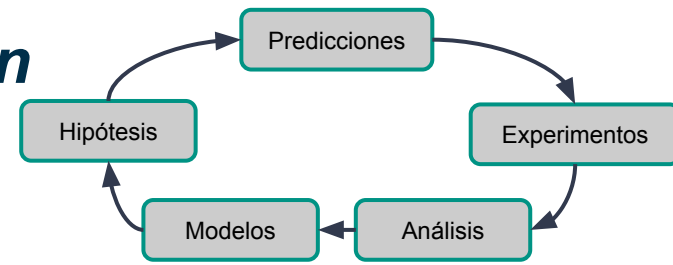 Predicciones
Hipótesis
Experimentos
Modelos
Análisis